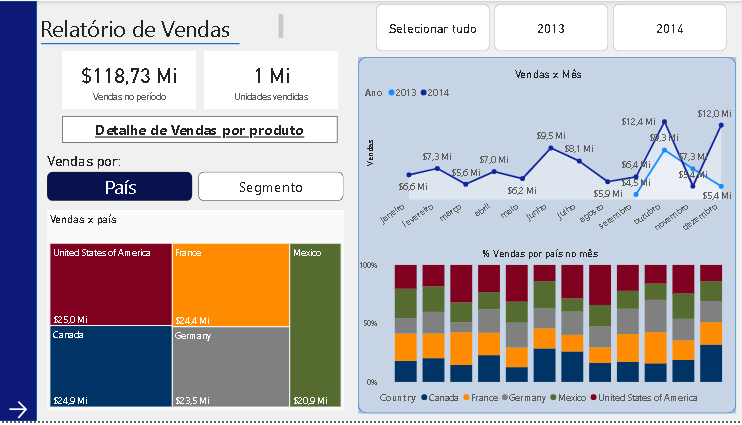 Relatório de Vendas
Selecionar tudo
2013
2014
$118,73 Mi
Vendas no período
1 Mi
Unidades vendidas
Detalhe de Vendas por produto
Vendas por:
País
Segmento
Vendas x país
United States of America
$25,0 Mi
France
$24,4 Mi
Mexico
$20,9 Mi
Canada
$24,9 Mi
Germany
$23,5 Mi
Vendas x Mês
Ano 2013 2014
Vendas
$6,6 Mi
$7,3 Mi
$5,6 Mi
$7,0 Mi
$6,2 Mi
$9,5 Mi
$8,1 Mi
$5,9 Mi
$6,4 Mi
$4,5 Mi
$12,4 Mi
$9,3 Mi
$7,3 Mi
$5,4 Mi
$12,0 Mi
$5,4 Mi
janeiro
fevereiro
março
abril
maio
junho
julho
agosto
setembro
outubro
novembro
dezembro
% Vendas por país no mês
100%
50%
0%
Country Canada France Germany Mexico United States of America